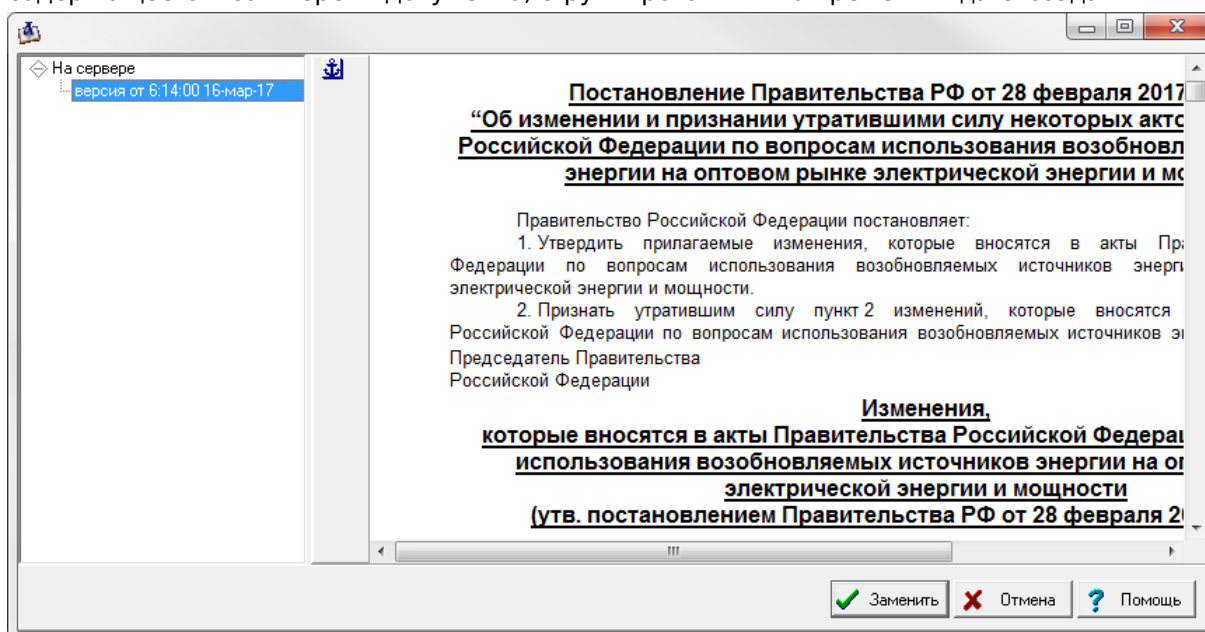 На сервере
версия от 6:14:00 16-мар-17
Постановление Правительства РФ от 28 февраля 2017
“Об изменении и признании утратившими силу некоторых акто
Российской Федерации по вопросам использования возобновл
энергии на оптовом рынке электрической энергии и мо
Правительство Российской Федерации постановляет:
1. Утвердить прилагаемые изменения, которые вносятся в акты Пра
Федерации по вопросам использования возобновляемых источников энерги
электрической энергии и мощности.
2. Признать утратившим силу пункт 2 изменений, которые вносятся
Российской Федерации по вопросам использования возобновляемых источников эн
Председатель Правительства
Российской Федерации
Изменения,
которые вносятся в акты Правительства Российской Федерац
использования возобновляемых источников энергии на оп
электрической энергии и мощности
(утв. постановлением Правительства РФ от 28 февраля 20
Заменить
Отмена
Помощь